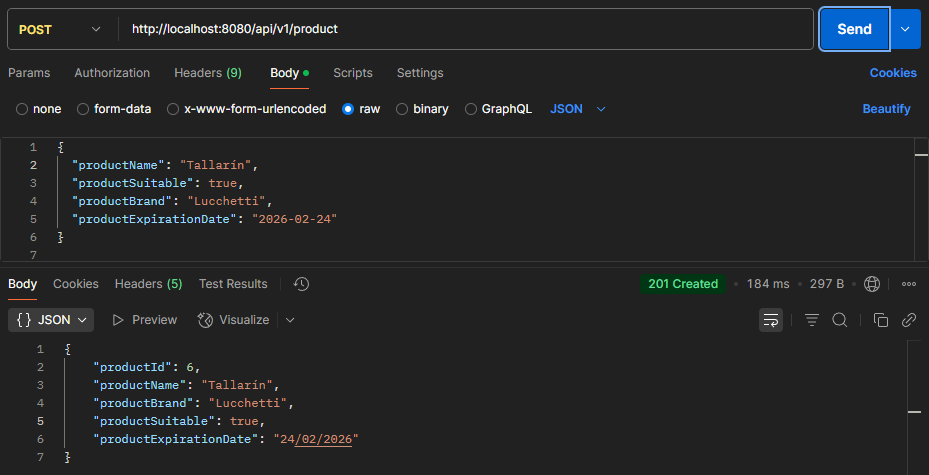 POST http://localhost:8080/api/v1/product Send
Params Authorization Headers (9) Body Scripts Settings Cookies
none form-data x-www-form-urlencoded raw binary GraphQL JSON Beautify
1 {
2 "productName": "Tallarín",
3 "productSuitable": true,
4 "productBrand": "Lucchetti",
5 "productExpirationDate": "2026-02-24"
6 }
7
Body Cookies Headers (5) Test Results 201 Created • 184 ms • 297 B •
{} JSON Preview Visualize
1 {
2 "productId": 6,
3 "productName": "Tallarín",
4 "productBrand": "Lucchetti",
5 "productSuitable": true,
6 "productExpirationDate": "24/02/2026"
7 }